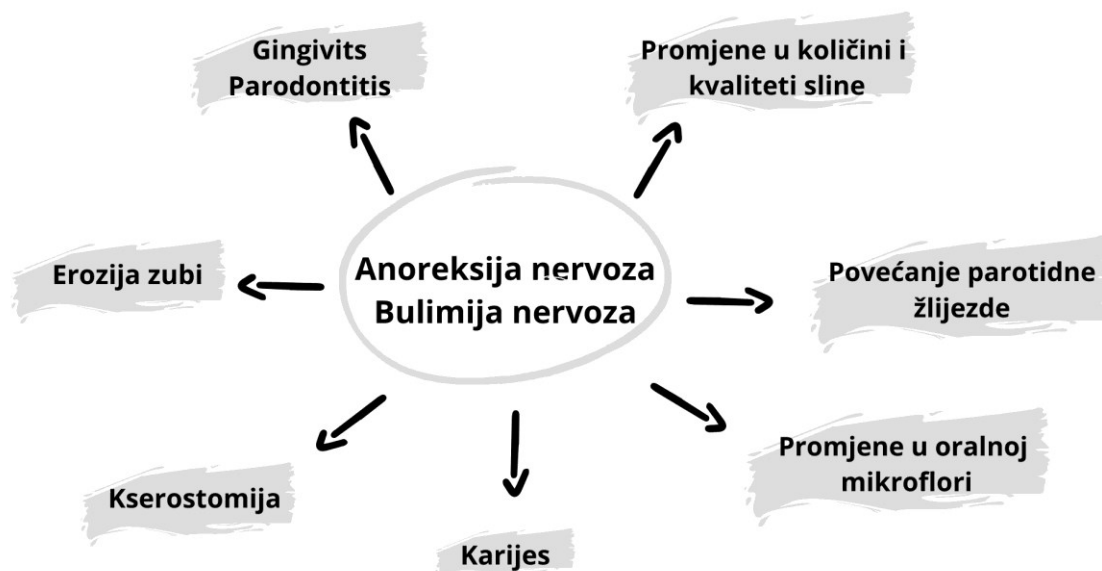 Gingivits
Parodontitis
Promjene u količini i
kvaliteti sline
Erozija zubi
Anoreksija nervoza
Bulimija nervoza
Povećanje parotidne
žlijezde
Kserostomija
Karijes
Promjene u oralnoj
mikroflori